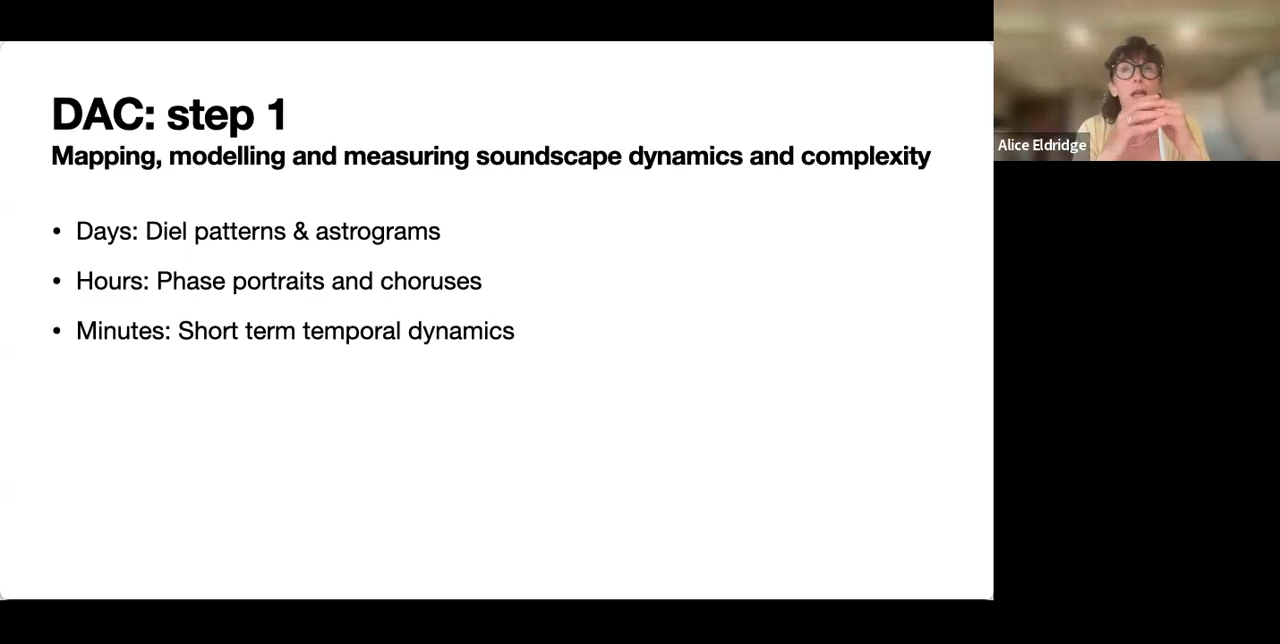 DAC: step 1
Mapping, modelling and measuring soundscape dynamics and complexity
• Days: Diel patterns & astrograms
• Hours: Phase portraits and choruses
• Minutes: Short term temporal dynamics
Alice Eldridge